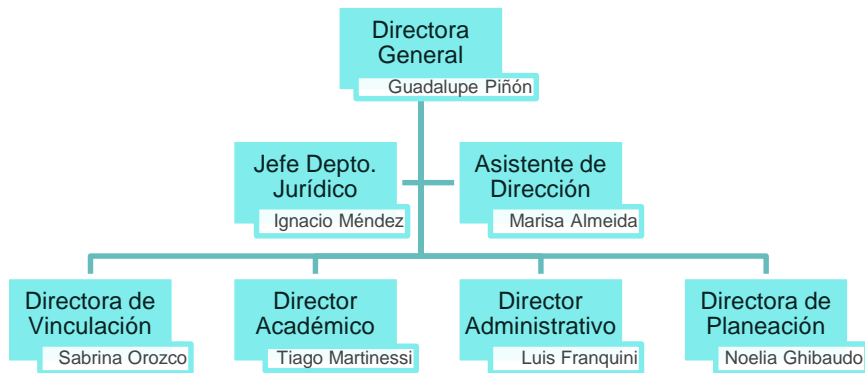 Directora
General
Guadalupe Piñón
Jefe Depto.
Jurídico
Ignacio Méndez
Asistente de
Dirección
Marisa Almeida
Directora de
Vinculación
Sabrina Orozco
Director
Académico
Tiago Martinessi
Director
Administrativo
Luis Franquini
Directora de
Planeación
Noelia Ghibaudo